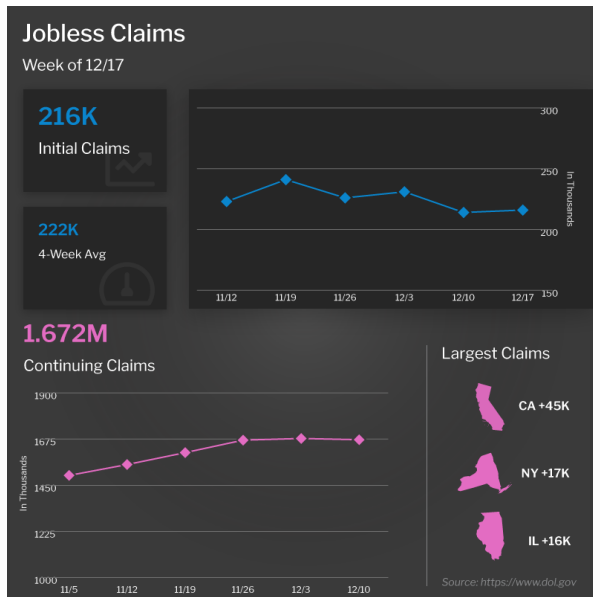 Jobless Claims
Week of 12/17
216K
Initial Claims
222K
4-Week Avg
300
250
200
150
In Thousands
11/12 11/19 11/26 12/3 12/10 12/17
1.672M
Continuing Claims
1900
1675
1450
1225
1000
In Thousands
11/5 11/12 11/19 11/26 12/3 12/10
Largest Claims
CA +45K
NY +17K
IL +16K
Source: https://www.dol.gov